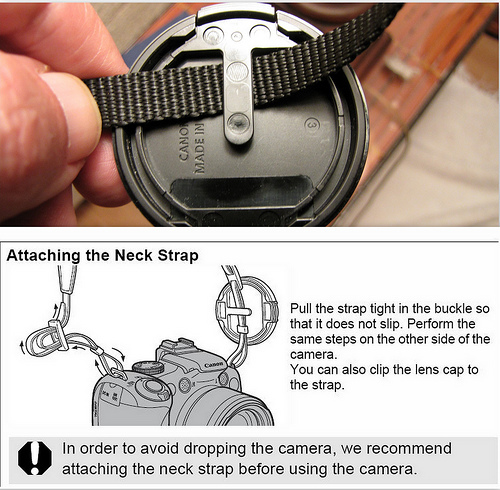 CANO
MADE IN
3
Attaching the Neck Strap
Canon
Pull the strap tight in the buckle so
that it does not slip. Perform the
same steps on the other side of the
camera.
You can also clip the lens cap to
the strap.
In order to avoid dropping the camera, we recommend
attaching the neck strap before using the camera.